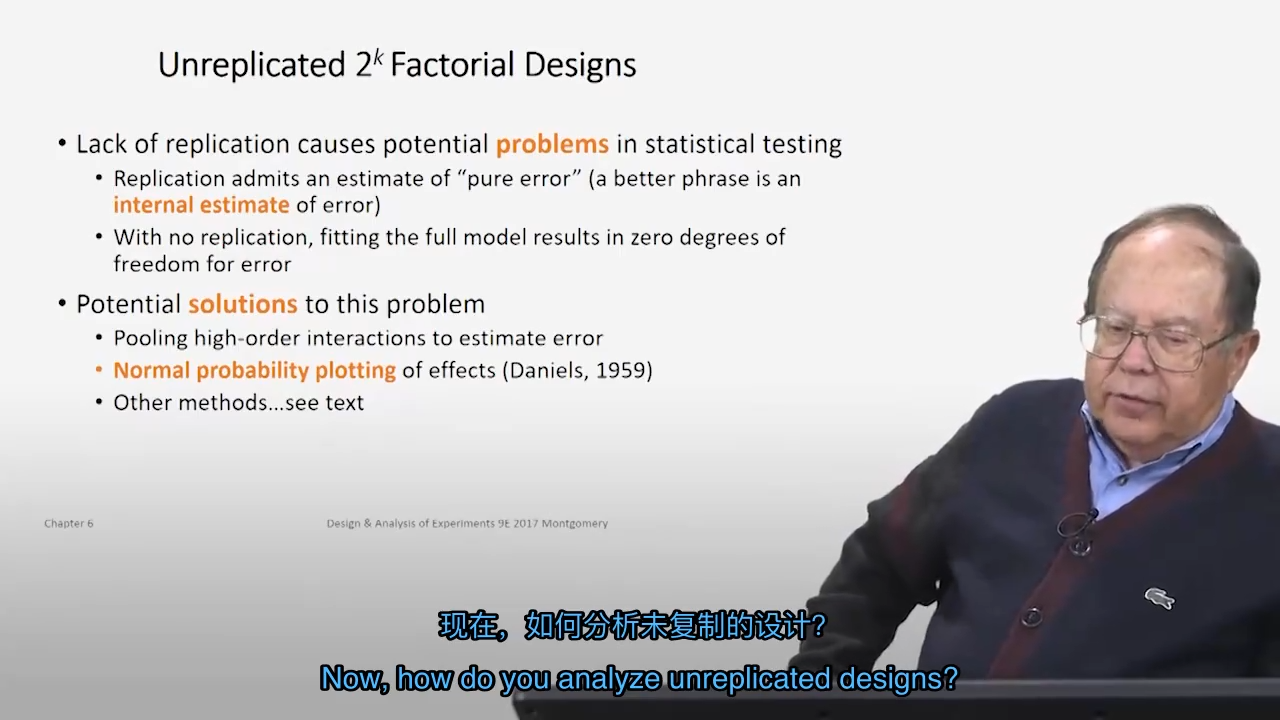 Unreplicated 2ᵏ Factorial Designs
• Lack of replication causes potential problems in statistical testing
• Replication admits an estimate of “pure error” (a better phrase is an
internal estimate of error)
• With no replication, fitting the full model results in zero degrees of
freedom for error
• Potential solutions to this problem
• Pooling high-order interactions to estimate error
• Normal probability plotting of effects (Daniels, 1959)
• Other methods...see text
Chapter 6
Design & Analysis of Experiments 9E 2017 Montgomery
现在，如何分析未复制的设计?
Now, how do you analyze unreplicated designs?